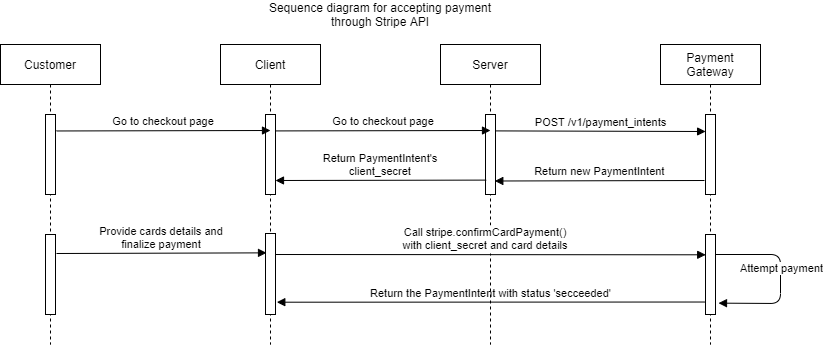 Sequence diagram for accepting payment
through Stripe API
Customer
Client
Server
Payment
Gateway
Go to checkout page
Go to checkout page
POST /v1/payment_intents
Return PaymentIntent's
client_secret
Return new PaymentIntent
Provide cards details and
finalize payment
Call stripe.confirmCardPayment()
with client_secret and card details
Attempt payment
Return the PaymentIntent with status 'secceeded'